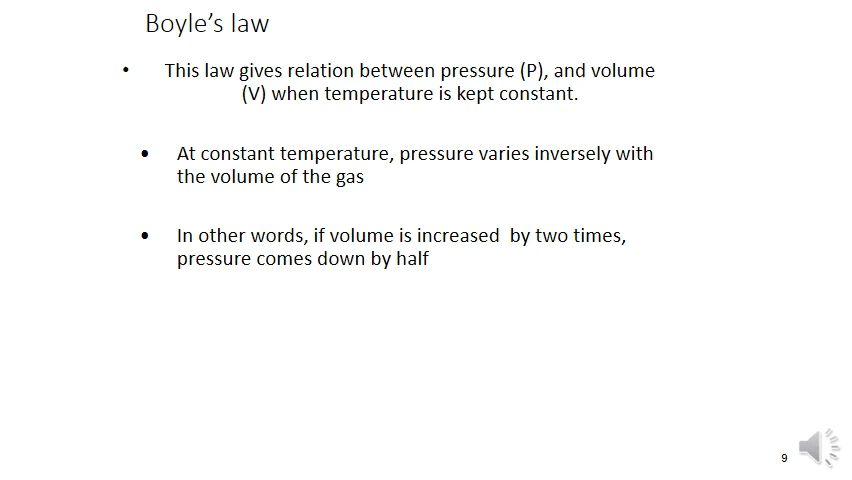 Boyle’s law
• This law gives relation between pressure (P), and volume
(V) when temperature is kept constant.
• At constant temperature, pressure varies inversely with
the volume of the gas
• In other words, if volume is increased  by two times,
pressure comes down by half
9